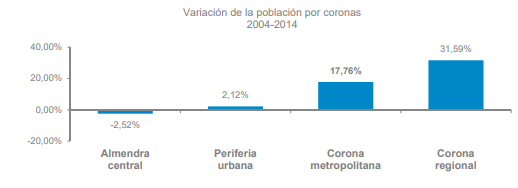 Variación de la población por coronas
2004-2014
40,00%
20,00%
0,00%
-20,00%
-2,52%
2,12%
17,76%
31,59%
Almendra
central
Periferia
urbana
Corona
metropolitana
Corona
regional